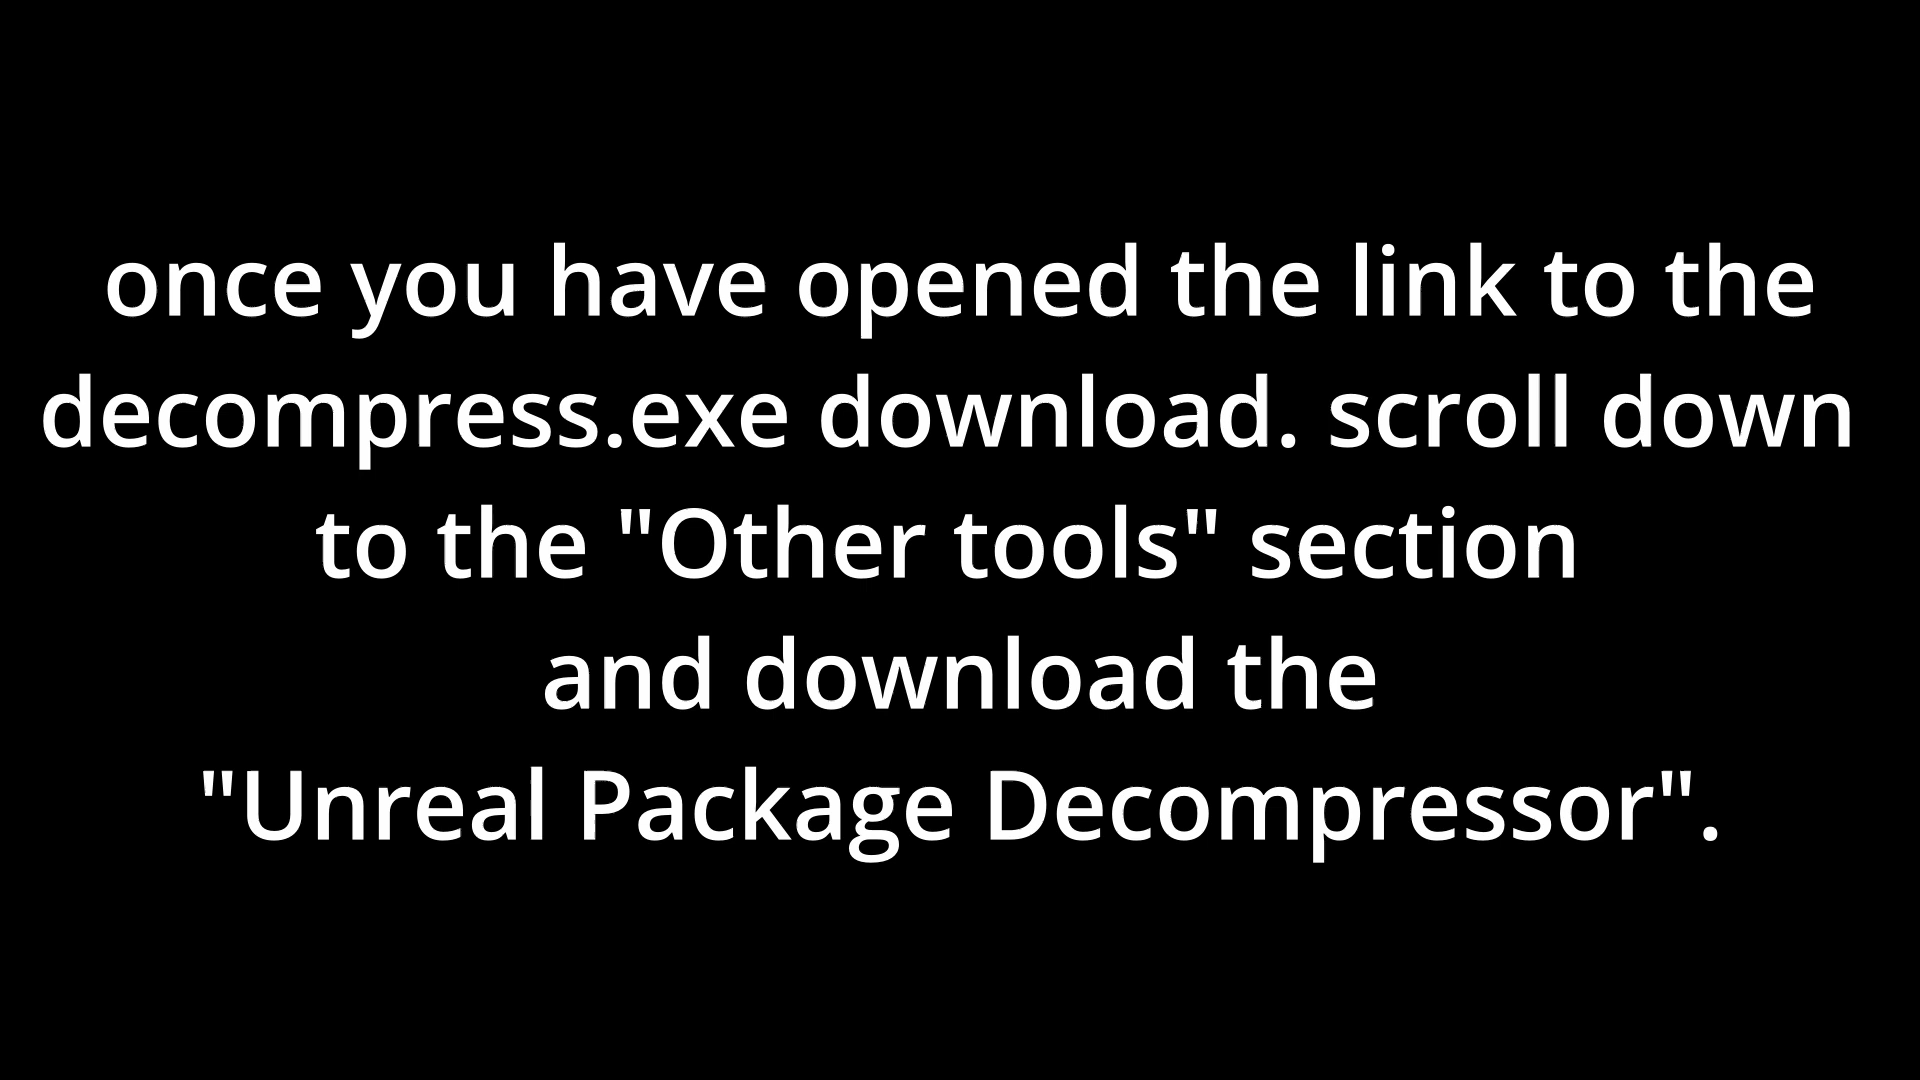 once you have opened the link to the
decompress.exe download. scroll down
to the "Other tools" section
and download the
"Unreal Package Decompressor".